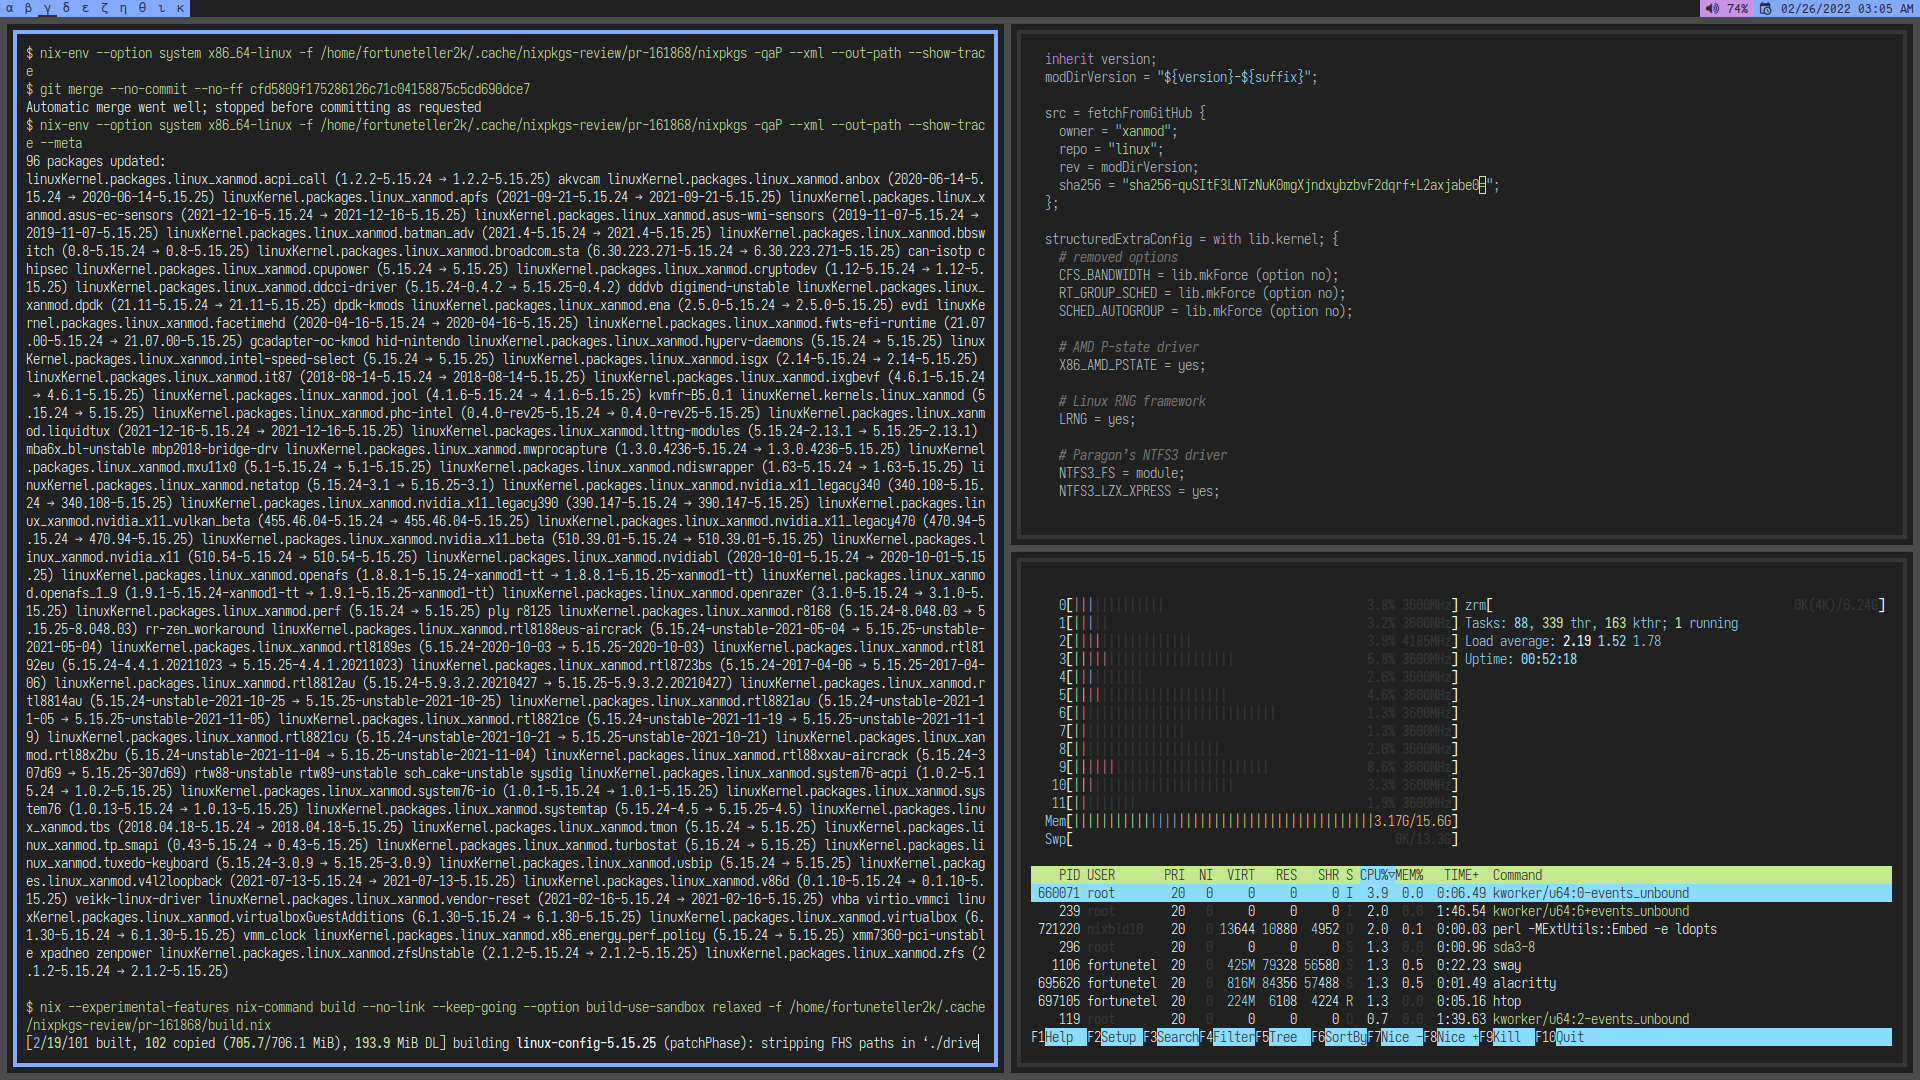 α β γ δ ε ζ η θ ι κ
74% 02/26/2022 03:05 AM
$ nix-env --option system x86_64-linux -f /home/fortuneteller2k/.cache/nixpkgs-review/pr-161868/nixpkgs -qaP --xml --out-path --show-trac
e
$ git merge --no-commit --no-ff cfd5809f175286126c71c04158875c5cd690dce7
Automatic merge went well; stopped before committing as requested
$ nix-env --option system x86_64-linux -f /home/fortuneteller2k/.cache/nixpkgs-review/pr-161868/nixpkgs -qaP --xml --out-path --show-trac
e --meta
96 packages updated:
linuxKernel.packages.linux_xanmod.acpi_call (1.2.2-5.15.24 → 1.2.2-5.15.25) akvcam linuxKernel.packages.linux_xanmod.anbox (2020-06-14-5.
15.24 → 2020-06-14-5.15.25) linuxKernel.packages.linux_xanmod.apfs (2021-09-21-5.15.24 → 2021-09-21-5.15.25) linuxKernel.packages.linux_x
anmod.asus-ec-sensors (2021-12-16-5.15.24 → 2021-12-16-5.15.25) linuxKernel.packages.linux_xanmod.asus-wmi-sensors (2019-11-07-5.15.24 →
2019-11-07-5.15.25) linuxKernel.packages.linux_xanmod.batman_adv (2021.4-5.15.24 → 2021.4-5.15.25) linuxKernel.packages.linux_xanmod.bbsw
itch (0.8-5.15.24 → 0.8-5.15.25) linuxKernel.packages.linux_xanmod.broadcom_sta (6.30.223.271-5.15.24 → 6.30.223.271-5.15.25) can-isotp c
hipsec linuxKernel.packages.linux_xanmod.cpupower (5.15.24 → 5.15.25) linuxKernel.packages.linux_xanmod.cryptodev (1.12-5.15.24 → 1.12-5.
15.25) linuxKernel.packages.linux_xanmod.ddcci-driver (5.15.24-0.4.2 → 5.15.25-0.4.2) dddvb digimend-unstable linuxKernel.packages.linux_
xanmod.dpdk (21.11-5.15.24 → 21.11-5.15.25) dpdk-kmods linuxKernel.packages.linux_xanmod.ena (2.5.0-5.15.24 → 2.5.0-5.15.25) evdi linuxKe
rnel.packages.linux_xanmod.facetimehd (2020-04-16-5.15.24 → 2020-04-16-5.15.25) linuxKernel.packages.linux_xanmod.fwts-efi-runtime (21.07
.00-5.15.24 → 21.07.00-5.15.25) gcadapter-oc-kmod hid-nintendo linuxKernel.packages.linux_xanmod.hyperv-daemons (5.15.24 → 5.15.25) linux
Kernel.packages.linux_xanmod.intel-speed-select (5.15.24 → 5.15.25) linuxKernel.packages.linux_xanmod.isgx (2.14-5.15.24 → 2.14-5.15.25)
linuxKernel.packages.linux_xanmod.it87 (2018-08-14-5.15.24 → 2018-08-14-5.15.25) linuxKernel.packages.linux_xanmod.ixgbevf (4.6.1-5.15.24
→ 4.6.1-5.15.25) linuxKernel.packages.linux_xanmod.jool (4.1.6-5.15.24 → 4.1.6-5.15.25) kvmfr-B5.0.1 linuxKernel.kernels.linux_xanmod (5
.15.24 → 5.15.25) linuxKernel.packages.linux_xanmod.phc-intel (0.4.0-rev25-5.15.24 → 0.4.0-rev25-5.15.25) linuxKernel.packages.linux_xanm
od.liquidtux (2021-12-16-5.15.24 → 2021-12-16-5.15.25) linuxKernel.packages.linux_xanmod.lttng-modules (5.15.24-2.13.1 → 5.15.25-2.13.1)
mba6x_bl-unstable mbp2018-bridge-drv linuxKernel.packages.linux_xanmod.mwprocapture (1.3.0.4236-5.15.24 → 1.3.0.4236-5.15.25) linuxKernel
.packages.linux_xanmod.mxu11x0 (5.1-5.15.24 → 5.1-5.15.25) linuxKernel.packages.linux_xanmod.ndiswrapper (1.63-5.15.24 → 1.63-5.15.25) li
nuxKernel.packages.linux_xanmod.netatop (5.15.24-3.1 → 5.15.25-3.1) linuxKernel.packages.linux_xanmod.nvidia_x11_legacy340 (340.108-5.15.
24 → 340.108-5.15.25) linuxKernel.packages.linux_xanmod.nvidia_x11_legacy390 (390.147-5.15.24 → 390.147-5.15.25) linuxKernel.packages.lin
ux_xanmod.nvidia_x11_vulkan_beta (455.46.04-5.15.24 → 455.46.04-5.15.25) linuxKernel.packages.linux_xanmod.nvidia_x11_legacy470 (470.94-5
.15.24 → 470.94-5.15.25) linuxKernel.packages.linux_xanmod.nvidia_x11_beta (510.39.01-5.15.24 → 510.39.01-5.15.25) linuxKernel.packages.l
inux_xanmod.nvidia_x11 (510.54-5.15.24 → 510.54-5.15.25) linuxKernel.packages.linux_xanmod.nvidiabl (2020-10-01-5.15.24 → 2020-10-01-5.15
.25) linuxKernel.packages.linux_xanmod.openafs (1.8.8.1-5.15.24-xanmod1-tt → 1.8.8.1-5.15.25-xanmod1-tt) linuxKernel.packages.linux_xanmo
d.openafs_1_9 (1.9.1-5.15.24-xanmod1-tt → 1.9.1-5.15.25-xanmod1-tt) linuxKernel.packages.linux_xanmod.openrazer (3.1.0-5.15.24 → 3.1.0-5.
15.25) linuxKernel.packages.linux_xanmod.perf (5.15.24 → 5.15.25) ply r8125 linuxKernel.packages.linux_xanmod.r8168 (5.15.24-8.048.03 → 5
.15.25-8.048.03) rr-zen_workaround linuxKernel.packages.linux_xanmod.rtl8188eus-aircrack (5.15.24-unstable-2021-05-04 → 5.15.25-unstable-
2021-05-04) linuxKernel.packages.linux_xanmod.rtl8189es (5.15.24-2020-10-03 → 5.15.25-2020-10-03) linuxKernel.packages.linux_xanmod.rtl81
92eu (5.15.24-4.4.1.20211023 → 5.15.25-4.4.1.20211023) linuxKernel.packages.linux_xanmod.rtl8723bs (5.15.24-2017-04-06 → 5.15.25-2017-04-
06) linuxKernel.packages.linux_xanmod.rtl8812au (5.15.24-5.9.3.2.20210427 → 5.15.25-5.9.3.2.20210427) linuxKernel.packages.linux_xanmod.r
tl8814au (5.15.24-unstable-2021-10-25 → 5.15.25-unstable-2021-10-25) linuxKernel.packages.linux_xanmod.rtl8821au (5.15.24-unstable-2021-1
1-05 → 5.15.25-unstable-2021-11-05) linuxKernel.packages.linux_xanmod.rtl8821ce (5.15.24-unstable-2021-11-19 → 5.15.25-unstable-2021-11-1
9) linuxKernel.packages.linux_xanmod.rtl8821cu (5.15.24-unstable-2021-10-21 → 5.15.25-unstable-2021-10-21) linuxKernel.packages.linux_xan
mod.rtl88x2bu (5.15.24-unstable-2021-11-04 → 5.15.25-unstable-2021-11-04) linuxKernel.packages.linux_xanmod.rtl88xxau-aircrack (5.15.24-3
07d69 → 5.15.25-307d69) rtw88-unstable rtw89-unstable sch_cake-unstable sysdig linuxKernel.packages.linux_xanmod.system76-acpi (1.0.2-5.1
5.24 → 1.0.2-5.15.25) linuxKernel.packages.linux_xanmod.system76-io (1.0.1-5.15.24 → 1.0.1-5.15.25) linuxKernel.packages.linux_xanmod.sys
tem76 (1.0.13-5.15.24 → 1.0.13-5.15.25) linuxKernel.packages.linux_xanmod.systemtap (5.15.24-4.5 → 5.15.25-4.5) linuxKernel.packages.linu
x_xanmod.tbs (2018.04.18-5.15.24 → 2018.04.18-5.15.25) linuxKernel.packages.linux_xanmod.tmon (5.15.24 → 5.15.25) linuxKernel.packages.li
nux_xanmod.tp_smapi (0.43-5.15.24 → 0.43-5.15.25) linuxKernel.packages.linux_xanmod.turbostat (5.15.24 → 5.15.25) linuxKernel.packages.li
nux_xanmod.tuxedo-keyboard (5.15.24-3.0.9 → 5.15.25-3.0.9) linuxKernel.packages.linux_xanmod.usbip (5.15.24 → 5.15.25) linuxKernel.packag
es.linux_xanmod.v4l2loopback (2021-07-13-5.15.24 → 2021-07-13-5.15.25) linuxKernel.packages.linux_xanmod.v86d (0.1.10-5.15.24 → 0.1.10-5.
15.25) veikk-linux-driver linuxKernel.packages.linux_xanmod.vendor-reset (2021-02-16-5.15.24 → 2021-02-16-5.15.25) vhba virtio_vmmci linu
xKernel.packages.linux_xanmod.virtualboxGuestAdditions (6.1.30-5.15.24 → 6.1.30-5.15.25) linuxKernel.packages.linux_xanmod.virtualbox (6.
1.30-5.15.24 → 6.1.30-5.15.25) vmm_clock linuxKernel.packages.linux_xanmod.x86_energy_perf_policy (5.15.24 → 5.15.25) xmm7360-pci-unstabl
e xpadneo zenpower linuxKernel.packages.linux_xanmod.zfsUnstable (2.1.2-5.15.24 → 2.1.2-5.15.25) linuxKernel.packages.linux_xanmod.zfs (2
.1.2-5.15.24 → 2.1.2-5.15.25)
$ nix --experimental-features nix-command build --no-link --keep-going --option build-use-sandbox relaxed -f /home/fortuneteller2k/.cache
/nixpkgs-review/pr-161868/build.nix
[2/19/101 built, 102 copied (705.7/706.1 MiB), 193.9 MiB DL] building linux-config-5.15.25 (patchPhase): stripping FHS paths in ‘./drive
inherit version;
modDirVersion = "${version}-${suffix}";
src = fetchFromGitHub {
owner = "xanmod";
repo = "linux";
rev = modDirVersion;
sha256 = "sha256-quSItF3LNTzNuK0mgXjndxybzbvF2dqrf+L2axjabe0=";
};
structuredExtraConfig = with lib.kernel; {
# removed options
CFS_BANDWIDTH = lib.mkForce (option no);
RT_GROUP_SCHED = lib.mkForce (option no);
SCHED_AUTOGROUP = lib.mkForce (option no);
# AMD P-state driver
X86_AMD_PSTATE = yes;
# Linux RNG framework
LRNG = yes;
# Paragon's NTFS3 driver
NTFS3_FS = module;
NTFS3_LZX_XPRESS = yes;
0[ 3.8% 3600MHz] zrm[ 0K(4K)/6.24G]
1[ 3.2% 3600MHz] Tasks: 88, 339 thr, 163 kthr; 1 running
2[ 3.9% 4185MHz] Load average: 2.19 1.52 1.78
3[ 5.8% 3600MHz] Uptime: 00:52:18
4[ 2.6% 3600MHz]
5[ 4.6% 3600MHz]
6[ 1.3% 3600MHz]
7[ 1.3% 3600MHz]
8[ 2.0% 3600MHz]
9[ 8.6% 3600MHz]
10[ 3.3% 3600MHz]
11[ 1.9% 3600MHz]
Mem[ 3.17G/15.6G]
Swp[ 0K/13.3G]
PID USER PRI NI VIRT RES SHR S CPU%▽MEM% TIME+ Command
660071 root 20 0 0 0 0 I 3.9 0.0 0:06.49 kworker/u64:0-events_unbound
239 root 20 0 0 0 0 I 2.0 0.0 1:46.54 kworker/u64:6+events_unbound
721220 nixbld10 20 0 13644 10880 4952 D 2.0 0.1 0:00.03 perl -MExtUtils::Embed -e ldopts
296 root 20 0 0 0 0 S 1.3 0.0 0:00.96 sda3-8
1106 fortunetel 20 0 425M 79328 56580 S 1.3 0.5 0:22.23 sway
695626 fortunetel 20 0 816M 84356 57488 S 1.3 0.5 0:01.49 alacritty
697105 fortunetel 20 0 224M 6108 4224 R 1.3 0.0 0:05.16 htop
119 root 20 0 0 0 0 D 0.7 0.0 1:39.63 kworker/u64:2-events_unbound
F1Help F2Setup F3SearchF4FilterF5Tree F6SortByF7Nice -F8Nice +F9Kill F10Quit